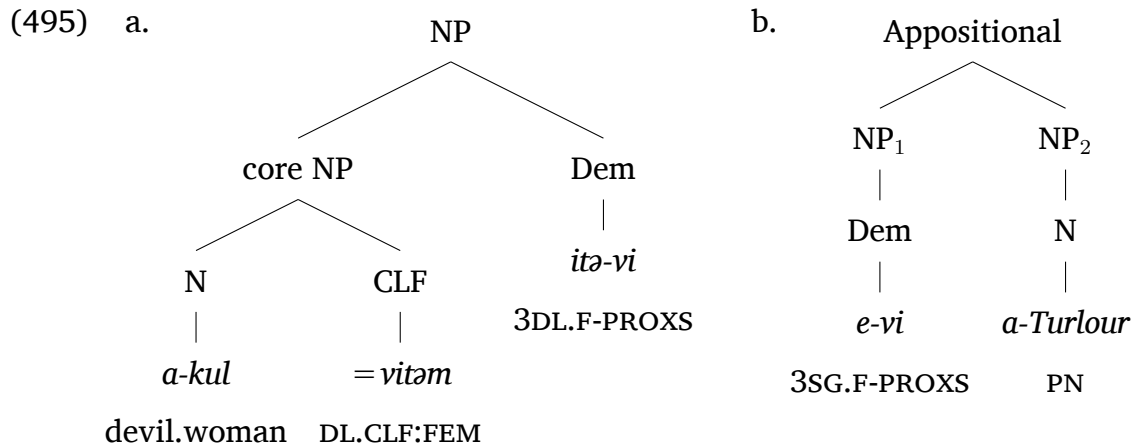 (495) a. NP b. Appositional
core NP Dem NP₁ NP₂
N CLF itə-vi Dem N
3DL.F-PROXS
a-kul =vitəm e-vi a-Turlour
devil.woman DL.CLF:FEM 3SG.F-PROXS PN